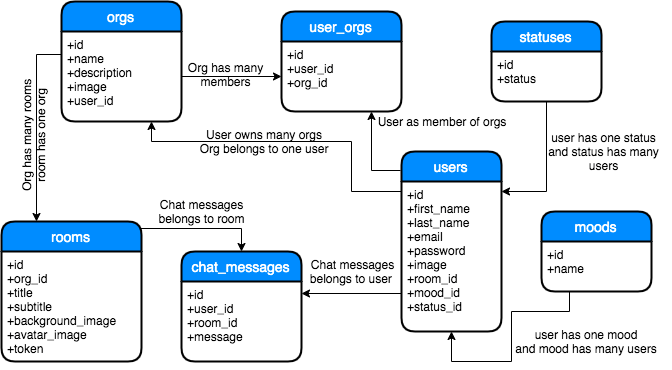 orgs
+id
+name
+description
+image
+user_id
user_orgs
+id
+user_id
+org_id
statuses
+id
+status
Org has many
members
Org has many rooms
room has one org
User owns many orgs
Org belongs to one user
User as member of orgs
user has one status
and status has many
users
users
+id
+first_name
+last_name
+email
+password
+image
+room_id
+mood_id
+status_id
moods
+id
+name
Chat messages
belongs to room
rooms
+id
+org_id
+title
+subtitle
+background_image
+avatar_image
+token
chat_messages
+id
+user_id
+room_id
+message
Chat messages
belongs to user
user has one mood
and mood has many users